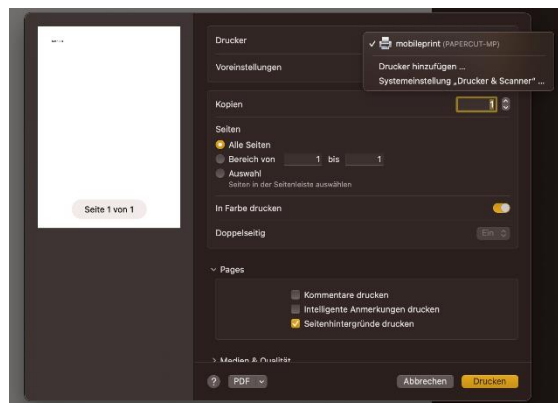 Drucker
✓ mobileprint (PAPERCUT-MP)
Drucker hinzufügen ...
Systemeinstellung „Drucker & Scanner“ ...
Voreinstellungen
Kopien 1
Seiten
Alle Seiten
Bereich von 1 bis 1
Auswahl
Seiten in der Seitenleiste auswählen
Seite 1 von 1
In Farbe drucken
Doppelseitig Ein
Pages
Kommentare drucken
Intelligente Anmerkungen drucken
Seitenhintergründe drucken
Medien & Qualität
? PDF Abbrechen Drucken